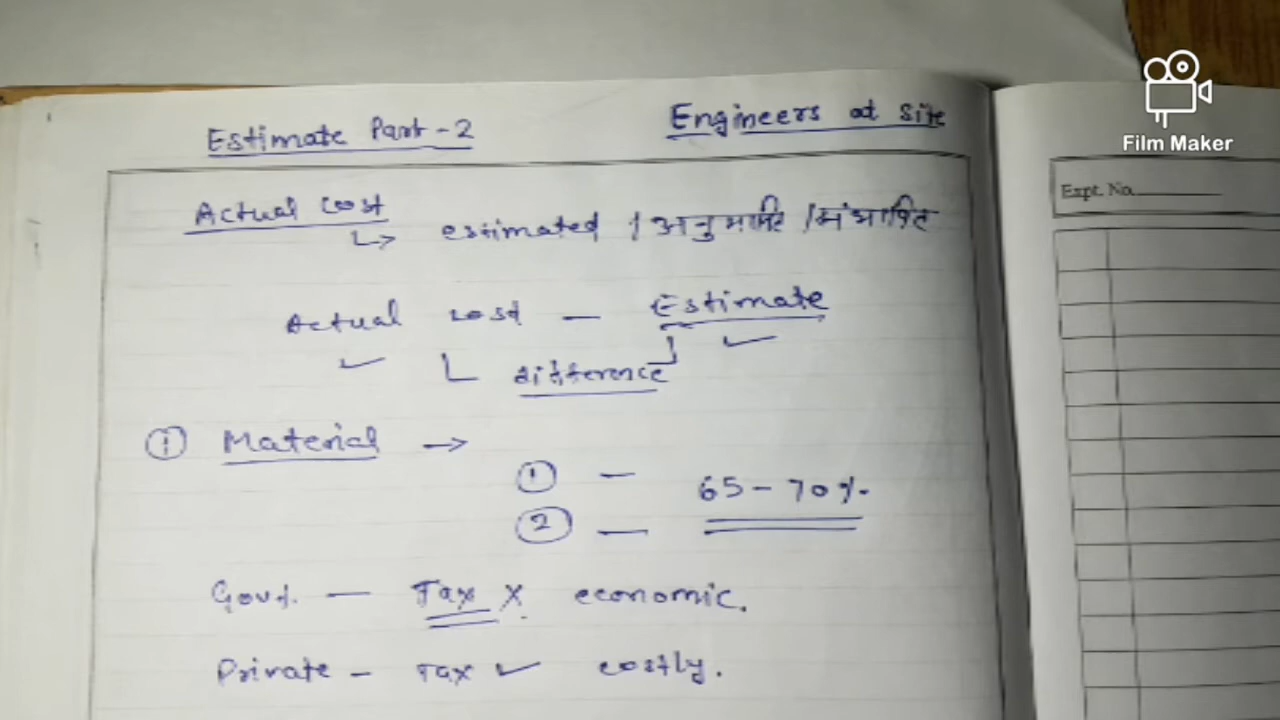 Estimate Part-2
Engineers at Site
Film Maker
Expt. No.
Actual cost
↳ estimated / अनुमानित / संभावित
Actual cost — Estimate
✓ difference ✓
① Material →
① — 65-70%
② —
Govt. — Tax × economic.
Private - Tax ✓ costly.